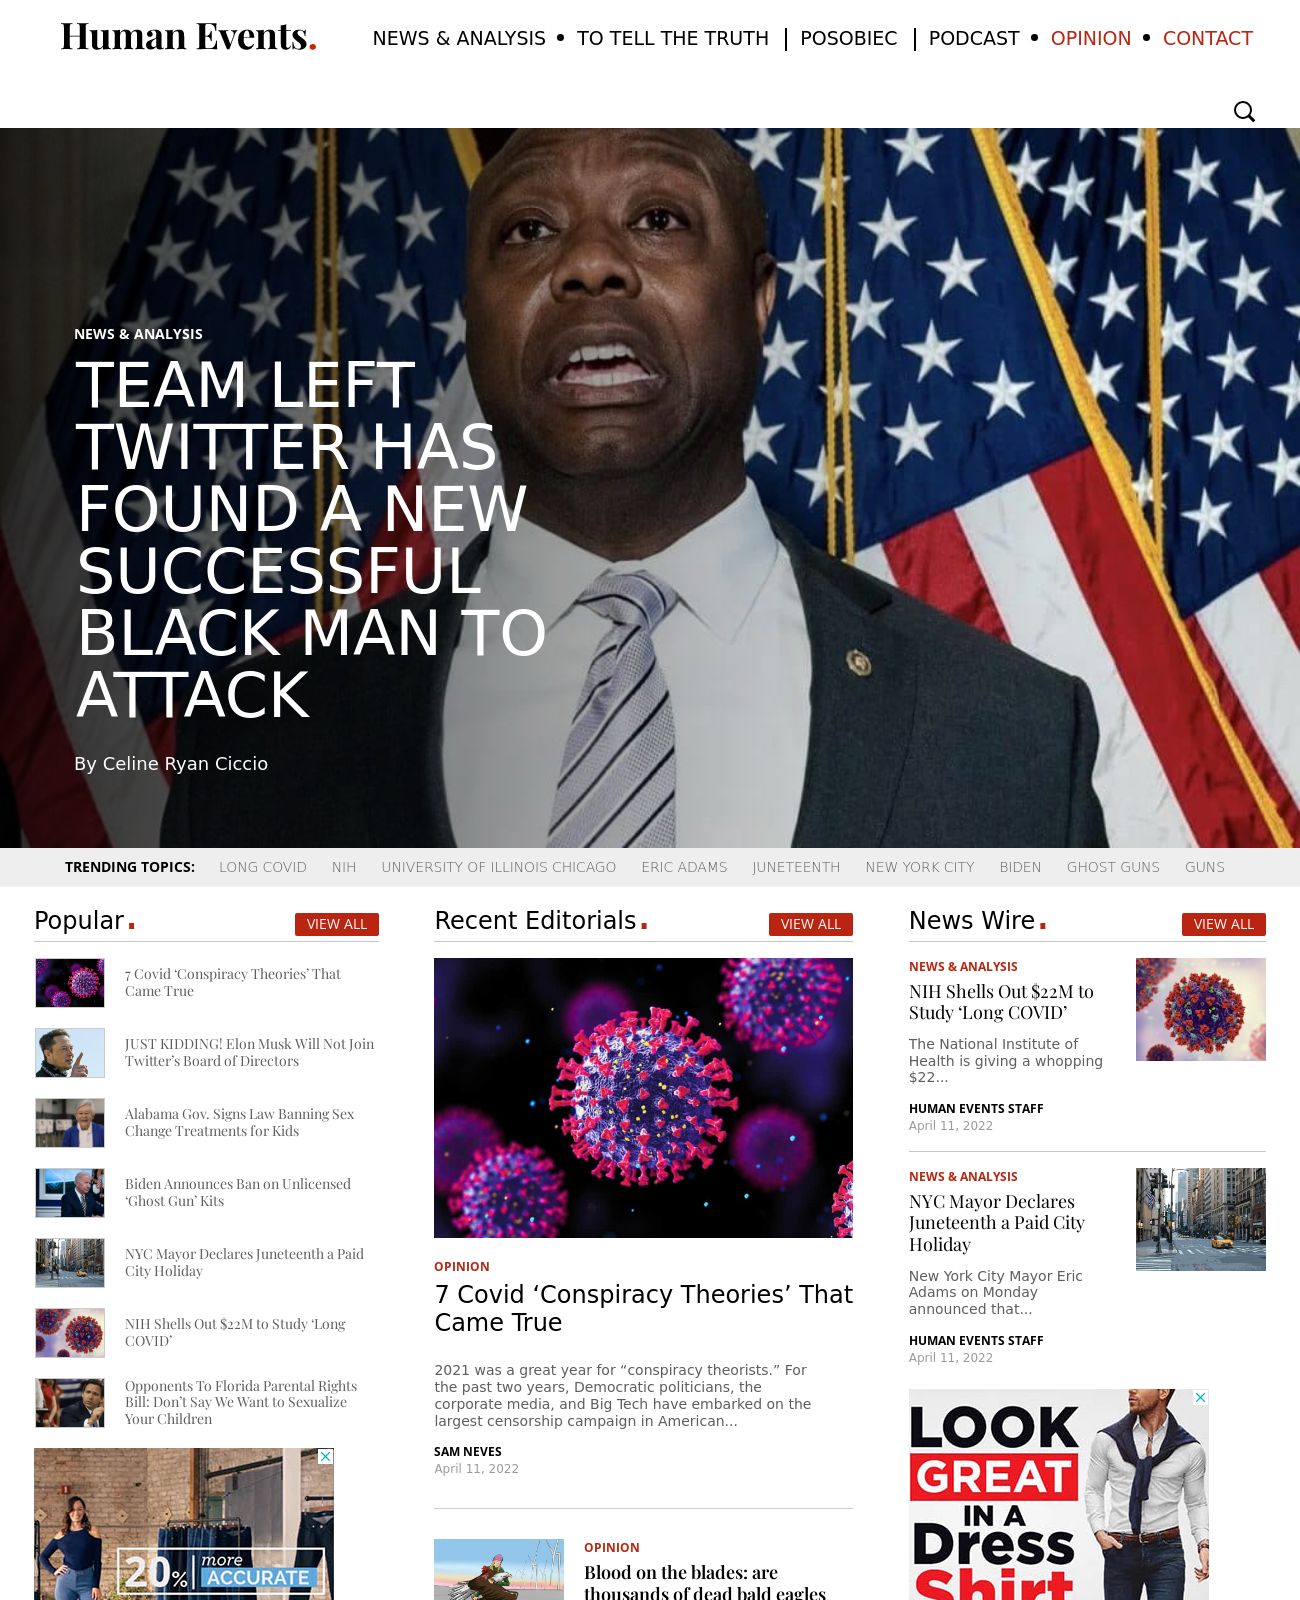 Human Events.
NEWS & ANALYSIS • TO TELL THE TRUTH | POSOBIEC | PODCAST • OPINION • CONTACT
NEWS & ANALYSIS
TEAM LEFT
TWITTER HAS
FOUND A NEW
SUCCESSFUL
BLACK MAN TO
ATTACK
By Celine Ryan Ciccio
TRENDING TOPICS: LONG COVID NIH UNIVERSITY OF ILLINOIS CHICAGO ERIC ADAMS JUNETEENTH NEW YORK CITY BIDEN GHOST GUNS GUNS
Popular.
VIEW ALL
7 Covid ‘Conspiracy Theories’ That
Came True
JUST KIDDING! Elon Musk Will Not Join
Twitter’s Board of Directors
Alabama Gov. Signs Law Banning Sex
Change Treatments for Kids
Biden Announces Ban on Unlicensed
‘Ghost Gun’ Kits
NYC Mayor Declares Juneteenth a Paid
City Holiday
NIH Shells Out $22M to Study ‘Long
COVID’
Opponents To Florida Parental Rights
Bill: Don’t Say We Want to Sexualize
Your Children
20% more
ACCURATE
Recent Editorials.
VIEW ALL
OPINION
7 Covid ‘Conspiracy Theories’ That
Came True
2021 was a great year for “conspiracy theorists.” For
the past two years, Democratic politicians, the
corporate media, and Big Tech have embarked on the
largest censorship campaign in American...
SAM NEVES
April 11, 2022
OPINION
Blood on the blades: are
thousands of dead bald eagles
News Wire.
VIEW ALL
NEWS & ANALYSIS
NIH Shells Out $22M to
Study ‘Long COVID’
The National Institute of
Health is giving a whopping
$22...
HUMAN EVENTS STAFF
April 11, 2022
NEWS & ANALYSIS
NYC Mayor Declares
Juneteenth a Paid City
Holiday
New York City Mayor Eric
Adams on Monday
announced that...
HUMAN EVENTS STAFF
April 11, 2022
LOOK
GREAT
IN A
Dress
Shirt